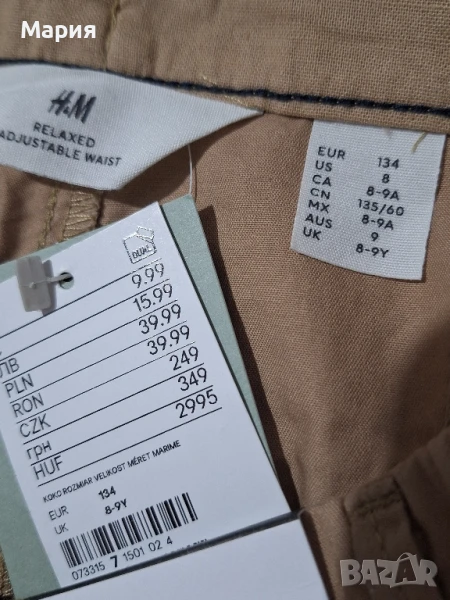 Мария
H&M
RELAXED
ADJUSTABLE WAIST
EUR 134
US 8
CA 8-9A
CN 135/60
MX 8-9A
AUS 9
UK 8-9Y
9.99
ЛВ 15.99
PLN 39.99
RON 39.99
CZK 249
грн 349
HUF 2995
KOKO ROZMIAR VELIKOST MÉRET MARIME
EUR 134
UK 8-9Y
073315 7 1501 02 4
BAZAR